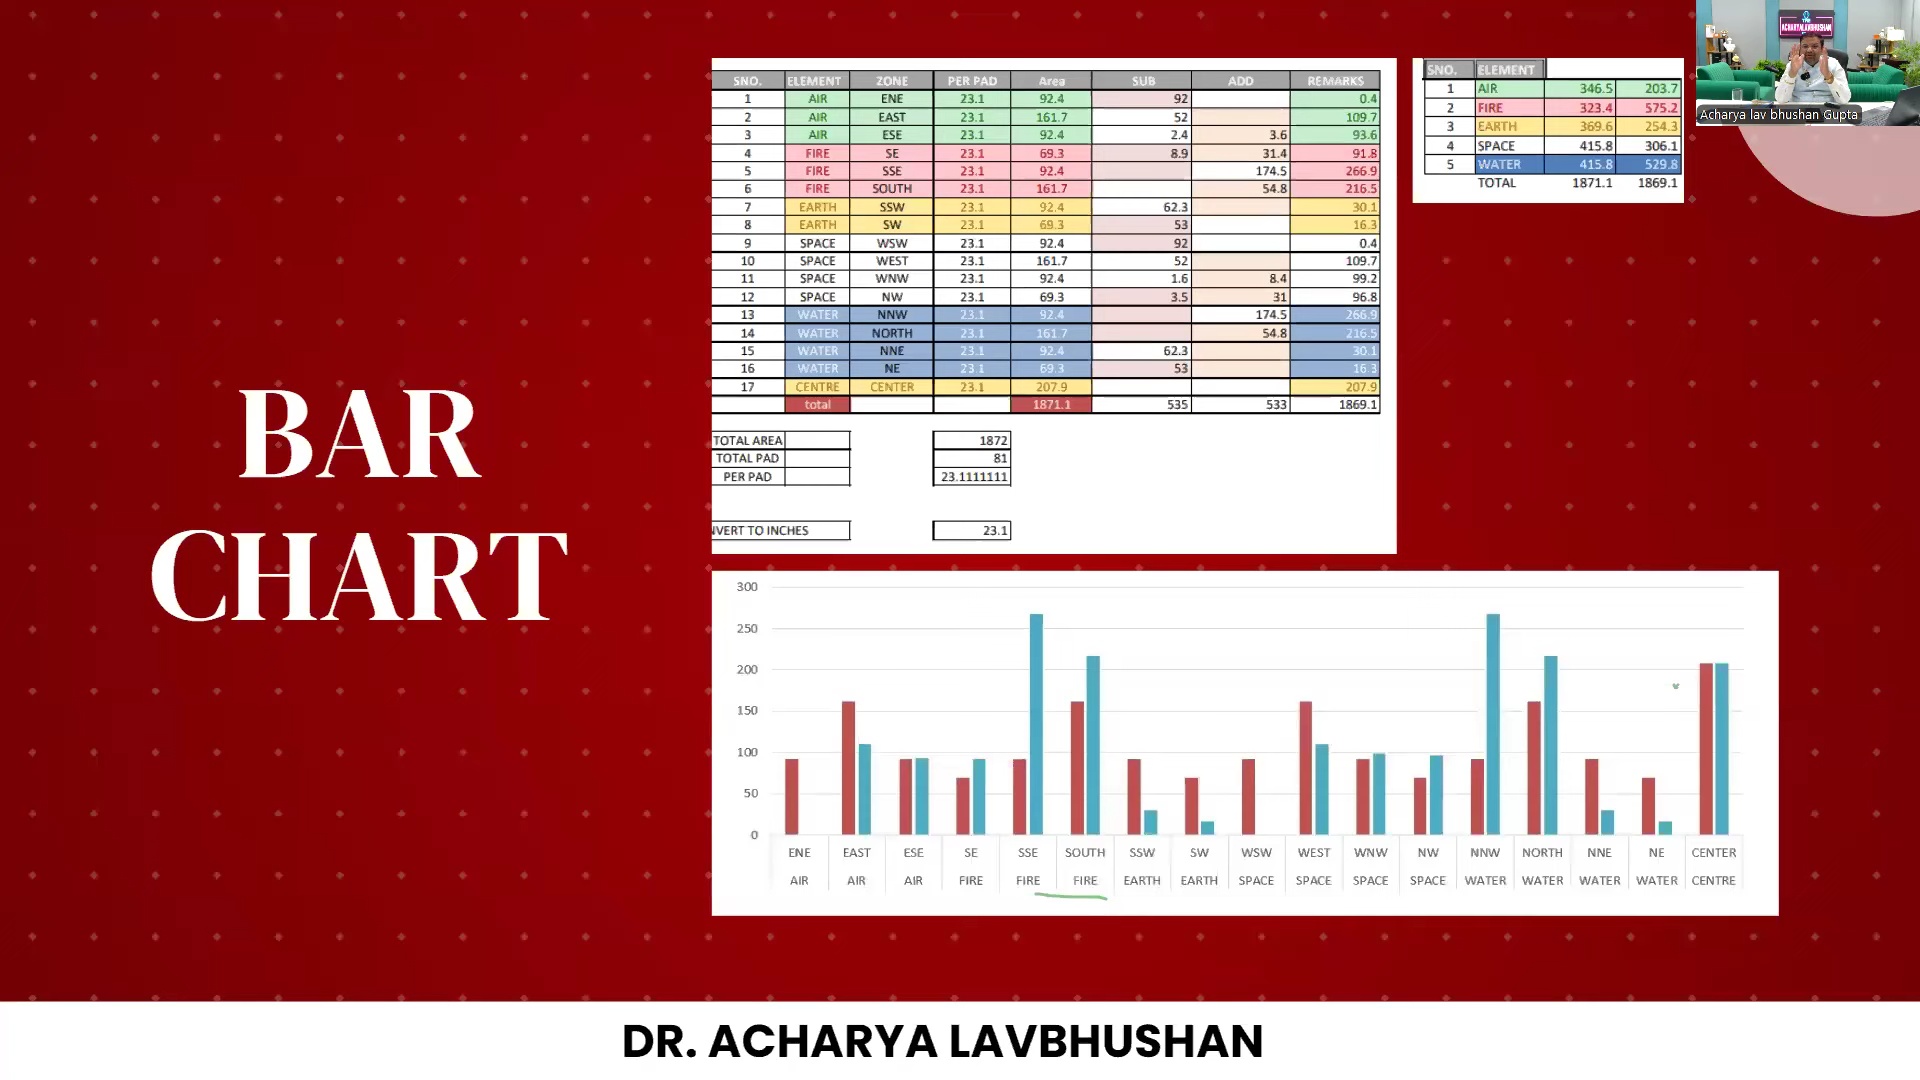 BAR
CHART
SNO. ELEMENT ZONE PER PAD Area SUB ADD REMARKS
1 AIR ENE 23.1 92.4 92 0.4
2 AIR EAST 23.1 161.7 52 109.7
3 AIR ESE 23.1 92.4 2.4 3.6 93.6
4 FIRE SE 23.1 69.3 8.9 31.4 91.8
5 FIRE SSE 23.1 92.4 174.5 266.9
6 FIRE SOUTH 23.1 161.7 54.8 216.5
7 EARTH SSW 23.1 92.4 62.3 30.1
8 EARTH SW 23.1 69.3 53 16.3
9 SPACE WSW 23.1 92.4 92 0.4
10 SPACE WEST 23.1 161.7 52 109.7
11 SPACE WNW 23.1 92.4 1.6 8.4 99.2
12 SPACE NW 23.1 69.3 3.5 31 96.8
13 WATER NNW 23.1 92.4 174.5 266.9
14 WATER NORTH 23.1 161.7 54.8 216.5
15 WATER NNE 23.1 92.4 62.3 30.1
16 WATER NE 23.1 69.3 53 16.3
17 CENTRE CENTER 23.1 207.9 207.9
total 1871.1 535 533 1869.1
TOTAL AREA 1872
TOTAL PAD 81
PER PAD 23.1111111
NVERT TO INCHES 23.1
SNO. ELEMENT
1 AIR 346.5 203.7
2 FIRE 323.4 575.2
3 EARTH 369.6 254.3
4 SPACE 415.8 306.1
5 WATER 415.8 529.8
TOTAL 1871.1 1869.1
ACHARYALAVBHUSHAN
Acharya lav bhushan Gupta
300
250
200
150
100
50
0
ENE EAST ESE SE SSE SOUTH SSW SW WSW WEST WNW NW NNW NORTH NNE NE CENTER
AIR AIR AIR FIRE FIRE FIRE EARTH EARTH SPACE SPACE SPACE SPACE WATER WATER WATER WATER CENTRE
DR. ACHARYA LAVBHUSHAN